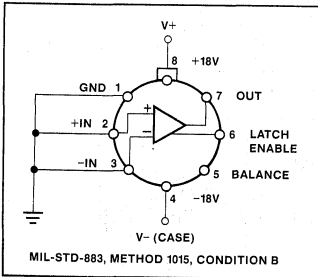 V+
8 +18V
GND 1
7 OUT
+IN 2
+
−
6 LATCH ENABLE
−IN 3
5 BALANCE
4 −18V
V− (CASE)
MIL-STD-883, METHOD 1015, CONDITION B